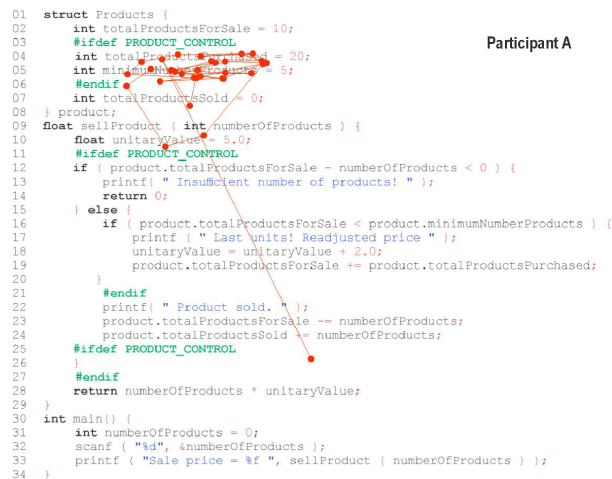 Participant A
01 struct Products {
02 int totalProductsForSale = 10;
03 #ifdef PRODUCT_CONTROL
04 int totalProductsPurchased = 20;
05 int minimumNumberProducts = 5;
06 #endif
07 int totalProductsSold = 0;
08 } product;
09 float sellProduct ( int numberOfProducts ) {
10 float unitaryValue = 5.0;
11 #ifdef PRODUCT_CONTROL
12 if ( product.totalProductsForSale - numberOfProducts < 0 ) {
13 printf( " Insufficient number of products! " );
14 return 0;
15 } else {
16 if ( product.totalProductsForSale < product.minimumNumberProducts ) {
17 printf ( " Last units! Readjusted price " );
18 unitaryValue = unitaryValue + 2.0;
19 product.totalProductsForSale += product.totalProductsPurchased;
20 }
21 #endif
22 printf( " Product sold. " );
23 product.totalProductsForSale -= numberOfProducts;
24 product.totalProductsSold += numberOfProducts;
25 #ifdef PRODUCT_CONTROL
26 }
27 #endif
28 return numberOfProducts * unitaryValue;
29 }
30 int main() {
31 int numberOfProducts = 0;
32 scanf ( "%d", &numberOfProducts );
33 printf ( "Sale price = %f ", sellProduct ( numberOfProducts ) );
34 }